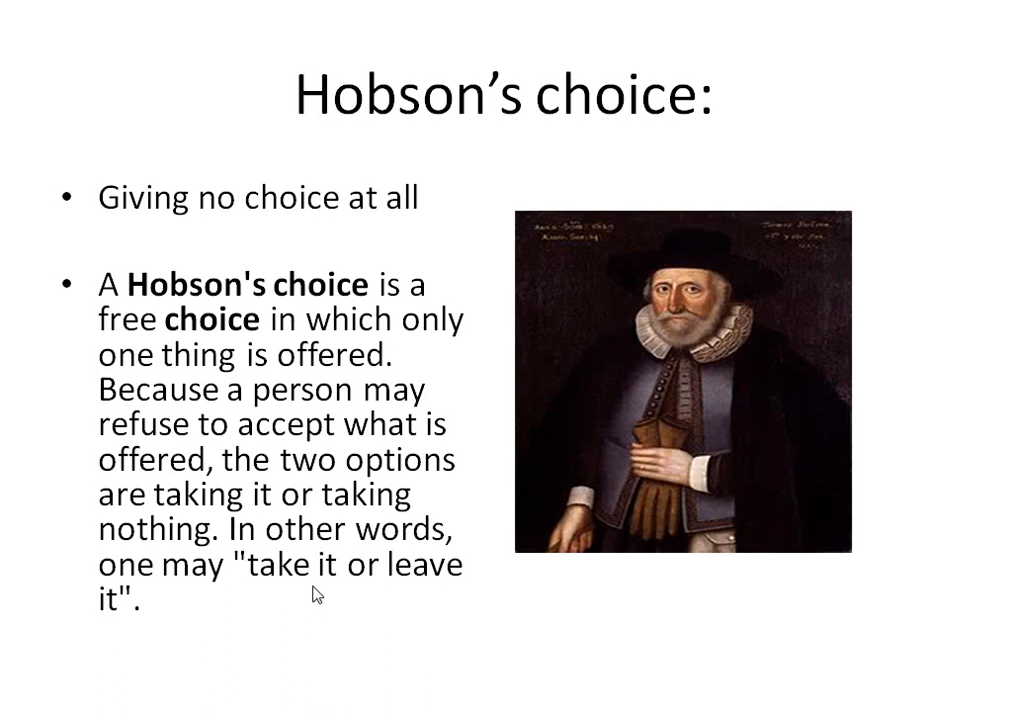 Hobson’s choice:
• Giving no choice at all
• A Hobson's choice is a
free choice in which only
one thing is offered.
Because a person may
refuse to accept what is
offered, the two options
are taking it or taking
nothing. In other words,
one may "take it or leave
it".